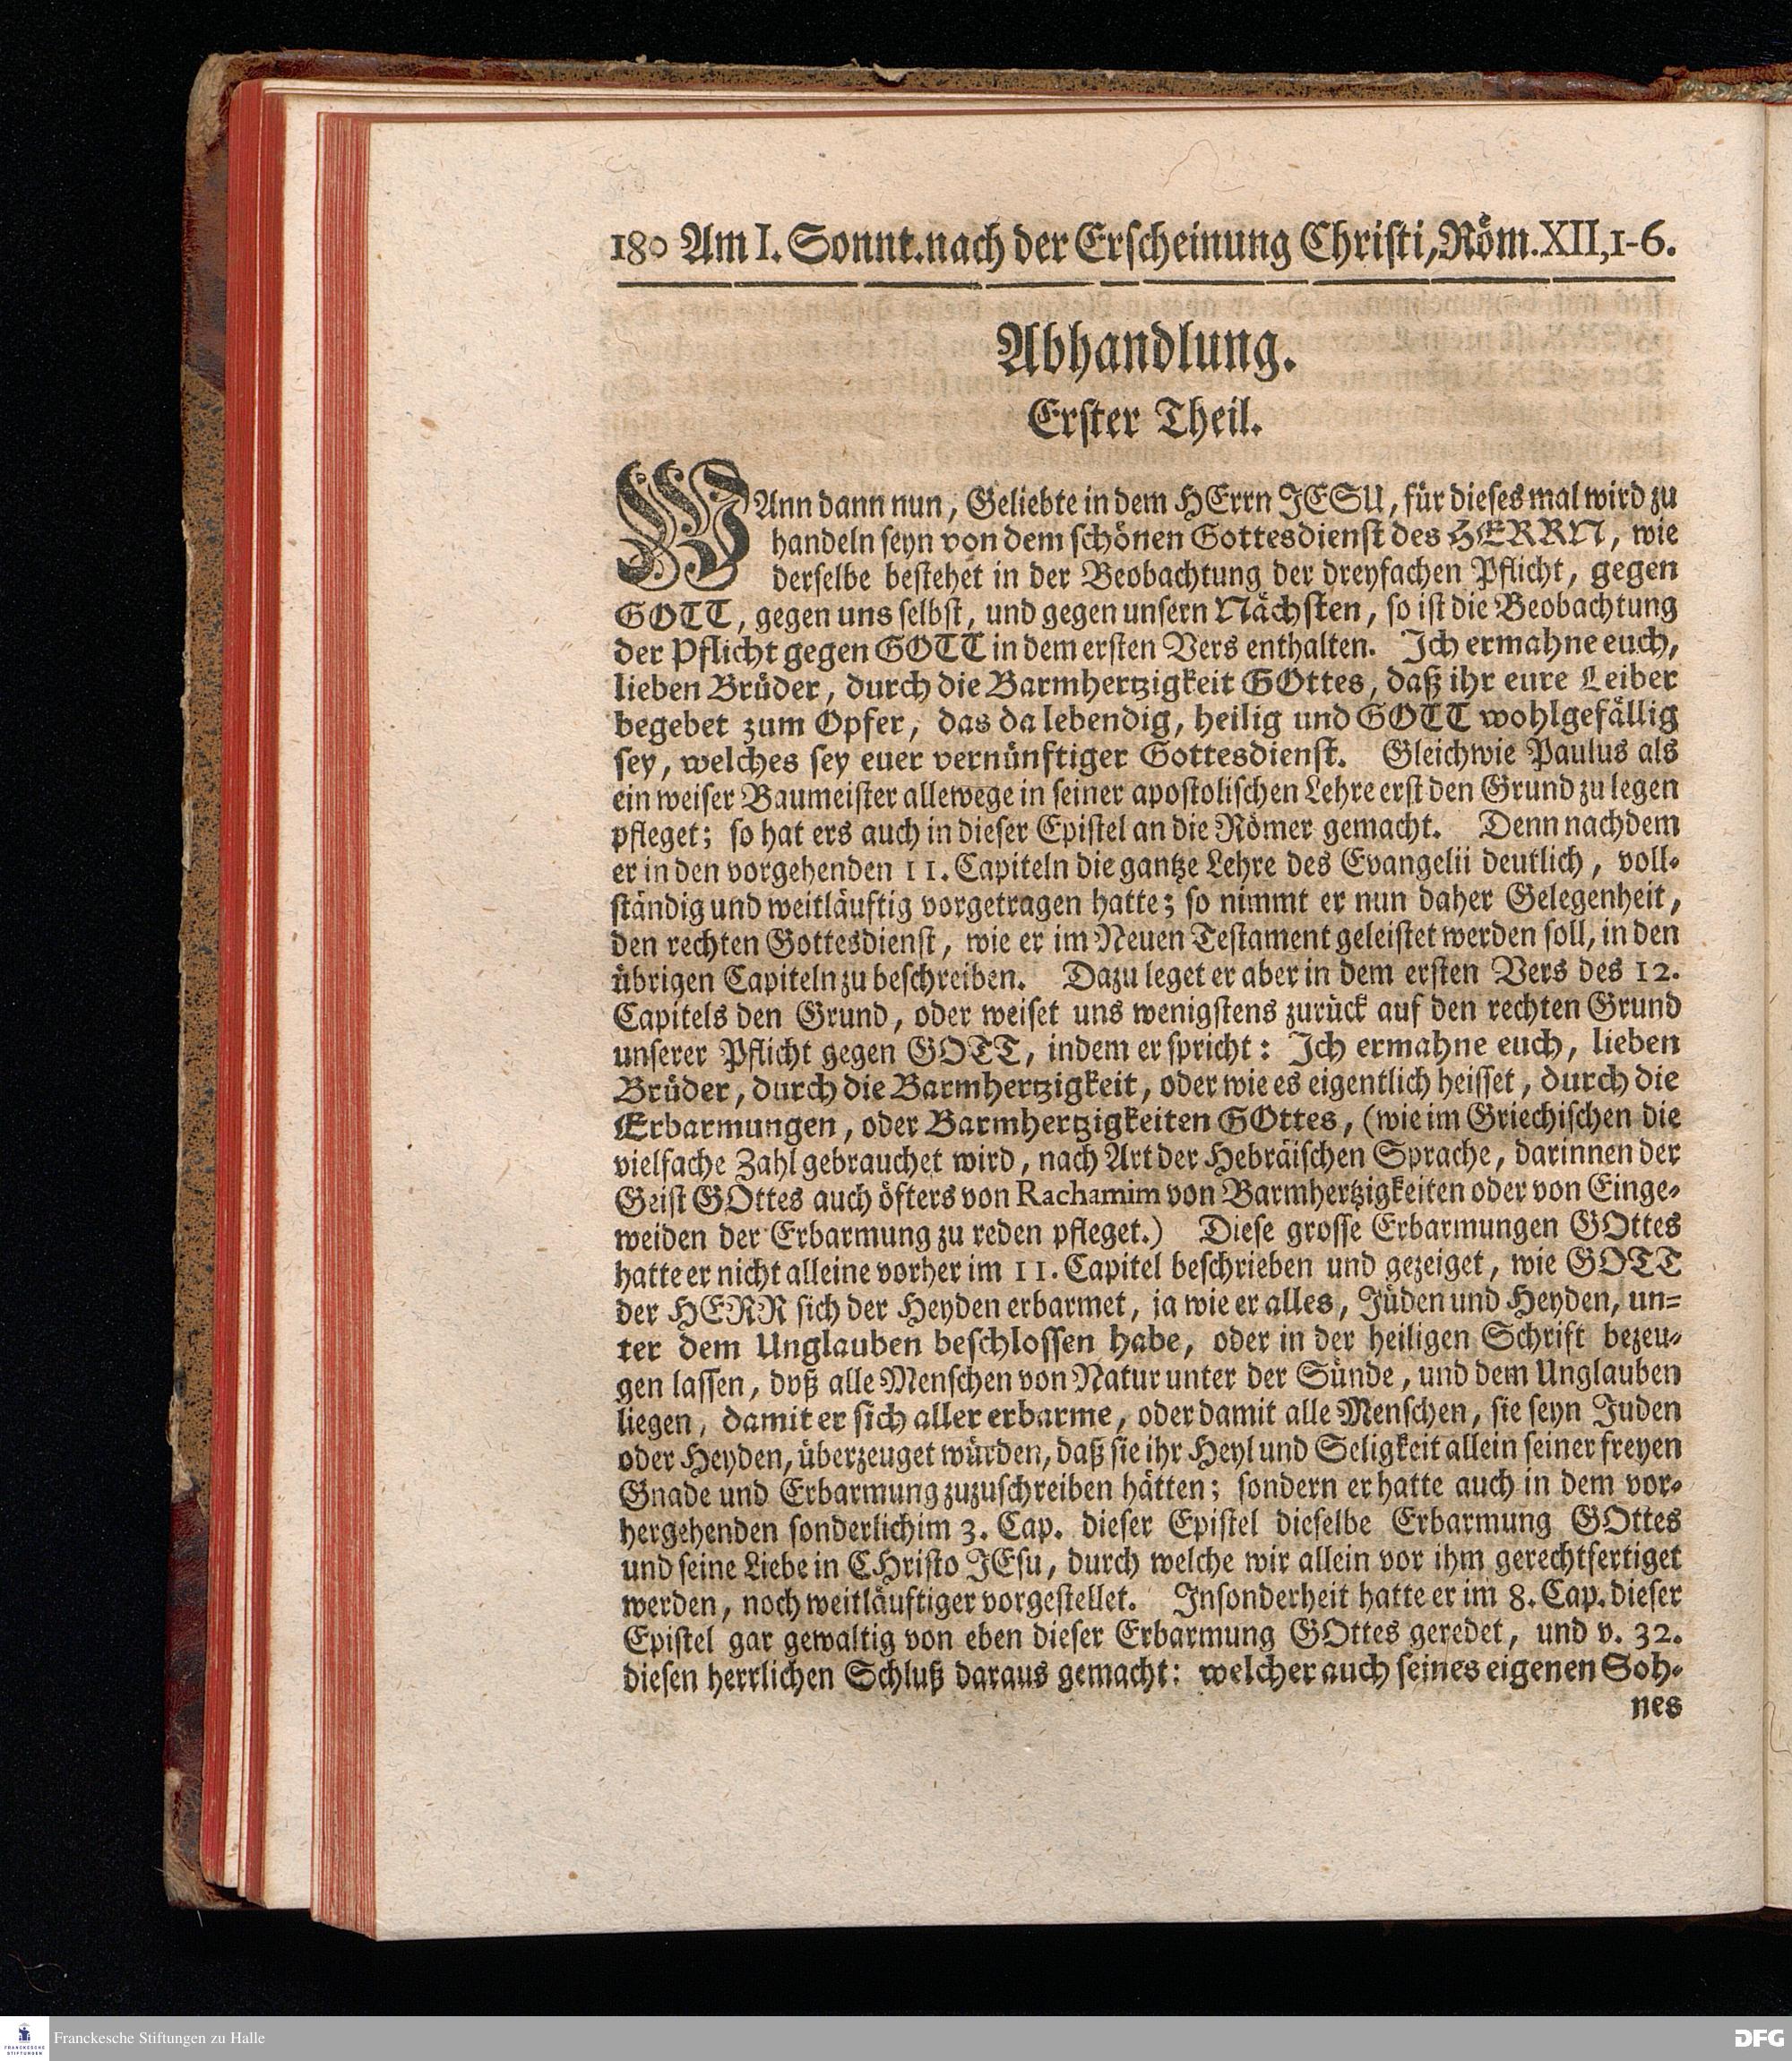 180 Am I. Sonnt. nach der Erscheinung Christi, Röm. XII, 1-6.
Abhandlung.
Erster Theil.
WAnn dann nun, Geliebte in dem HErrn JESU, für dieses mal wird zu
handeln seyn von dem schönen Gottesdienst des HERRN, wie
derselbe bestehet in der Beobachtung der dreyfachen Pflicht, gegen
GOTT, gegen uns selbst, und gegen unsern Nächsten, so ist die Beobachtung
der Pflicht gegen GOTT in dem ersten Vers enthalten. Ich ermahne euch,
lieben Brüder, durch die Barmhertzigkeit GOttes, daß ihr eure Leiber
begebet zum Opfer, das da lebendig, heilig und GOTT wohlgefällig
sey, welches sey euer vernünftiger Gottesdienst. Gleichwie Paulus als
ein weiser Baumeister allewege in seiner apostolischen Lehre erst den Grund zu legen
pfleget; so hat ers auch in dieser Epistel an die Römer gemacht. Denn nachdem
er in den vorgehenden 11. Capiteln die gantze Lehre des Evangelii deutlich, voll-
ständig und weitläuftig vorgetragen hatte; so nimmt er nun daher Gelegenheit,
den rechten Gottesdienst, wie er im Neuen Testament geleistet werden soll, in den
übrigen Capiteln zu beschreiben. Dazu leget er aber in dem ersten Vers des 12.
Capitels den Grund, oder weiset uns wenigstens zurück auf den rechten Grund
unserer Pflicht gegen GOTT, indem er spricht: Ich ermahne euch, lieben
Brüder, durch die Barmhertzigkeit, oder wie es eigentlich heisset, durch die
Erbarmungen, oder Barmhertzigkeiten GOttes, (wie im Griechischen die
vielfache Zahl gebrauchet wird, nach Art der Hebräischen Sprache, darinnen der
Geist GOttes auch öfters von Rachamim von Barmhertzigkeiten oder von Einge-
weiden der Erbarmung zu reden pfleget.) Diese grosse Erbarmungen GOttes
hatte er nicht alleine vorher im 11. Capitel beschrieben und gezeiget, wie GOTT
der HERR sich der Heyden erbarmet, ja wie er alles, Jüden und Heyden, un-
ter dem Unglauben beschlossen habe, oder in der heiligen Schrift bezeu-
gen lassen, doß alle Menschen von Natur unter der Sünde, und dem Unglauben
liegen, damit er sich aller erbarme, oder damit alle Menschen, sie seyn Juden
oder Heyden, überzeuget würden, daß sie ihr Heyl und Seligkeit allein seiner freyen
Gnade und Erbarmung zuzuschreiben hätten; sondern er hatte auch in dem vor-
hergehenden sonderlich im 3. Cap. dieser Epistel dieselbe Erbarmung GOttes
und seine Liebe in CHristo JEsu, durch welche wir allein vor ihm gerechtfertiget
werden, noch weitläuftiger vorgestellet. Insonderheit hatte er im 8. Cap. dieser
Epistel gar gewaltig von eben dieser Erbarmung GOttes geredet, und v. 32.
diesen herrlichen Schluß daraus gemacht: welcher auch seines eigenen Soh-
nes
FRANCKESCHE STIFTUNGEN
Franckesche Stiftungen zu Halle
DFG